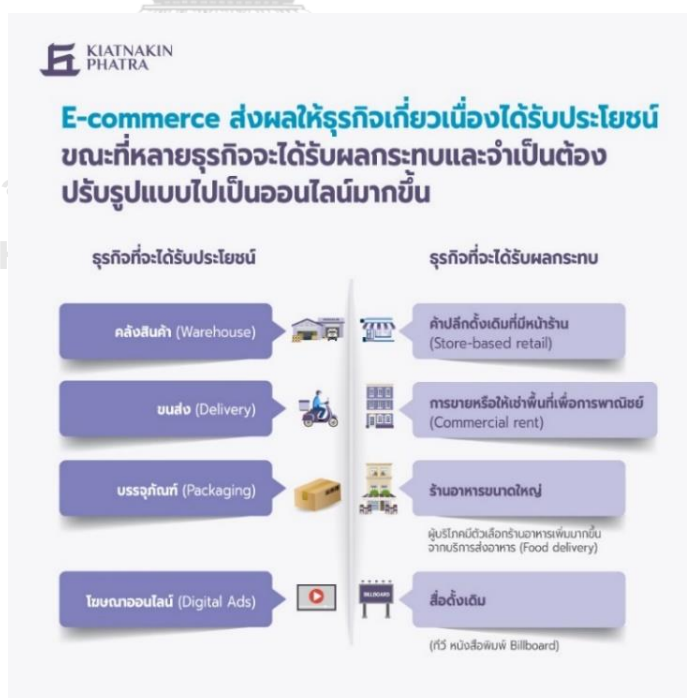 KIATNAKIN
PHATRA
E-commerce ส่งผลให้ธุรกิจเกี่ยวเนื่องได้รับประโยชน์
ขณะที่หลายธุรกิจจะได้รับผลกระทบและจำเป็นต้อง
ปรับรูปแบบไปเป็นออนไลน์มากขึ้น
ธุรกิจที่จะได้รับประโยชน์
คลังสินค้า (Warehouse)
ขนส่ง (Delivery)
บรรจุภัณฑ์ (Packaging)
โฆษณาออนไลน์ (Digital Ads)
ธุรกิจที่จะได้รับผลกระทบ
ค้าปลีกดั้งเดิมที่มีหน้าร้าน
(Store-based retail)
การขายหรือให้เช่าพื้นที่เพื่อการพาณิชย์
(Commercial rent)
ร้านอาหารขนาดใหญ่
ผู้บริโภคมีตัวเลือกร้านอาหารเพิ่มมากขึ้น
จากบริการส่งอาหาร (Food delivery)
BILLBOARD
สื่อดั้งเดิม
(ทีวี หนังสือพิมพ์ Billboard)